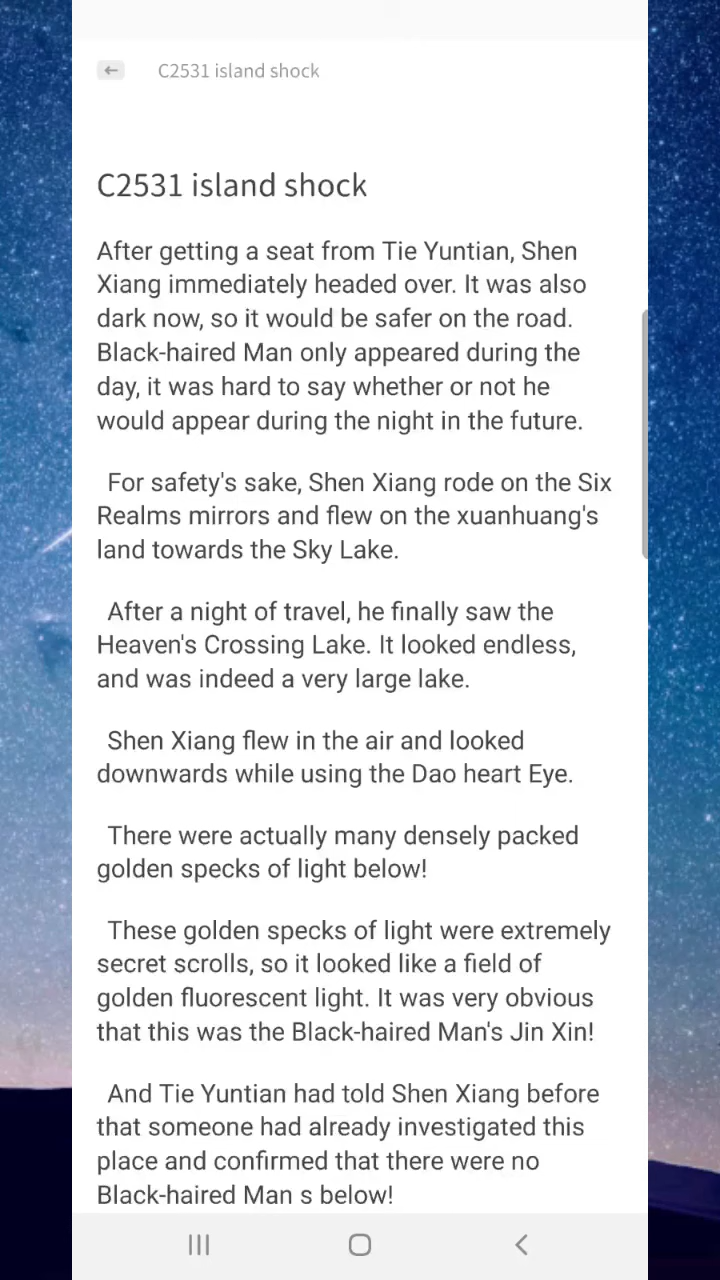 C2531 island shock
C2531 island shock
After getting a seat from Tie Yuntian, Shen
Xiang immediately headed over. It was also
dark now, so it would be safer on the road.
Black-haired Man only appeared during the
day, it was hard to say whether or not he
would appear during the night in the future.
For safety's sake, Shen Xiang rode on the Six
Realms mirrors and flew on the xuanhuang's
land towards the Sky Lake.
After a night of travel, he finally saw the
Heaven's Crossing Lake. It looked endless,
and was indeed a very large lake.
Shen Xiang flew in the air and looked
downwards while using the Dao heart Eye.
There were actually many densely packed
golden specks of light below!
These golden specks of light were extremely
secret scrolls, so it looked like a field of
golden fluorescent light. It was very obvious
that this was the Black-haired Man's Jin Xin!
And Tie Yuntian had told Shen Xiang before
that someone had already investigated this
place and confirmed that there were no
Black-haired Man s below!